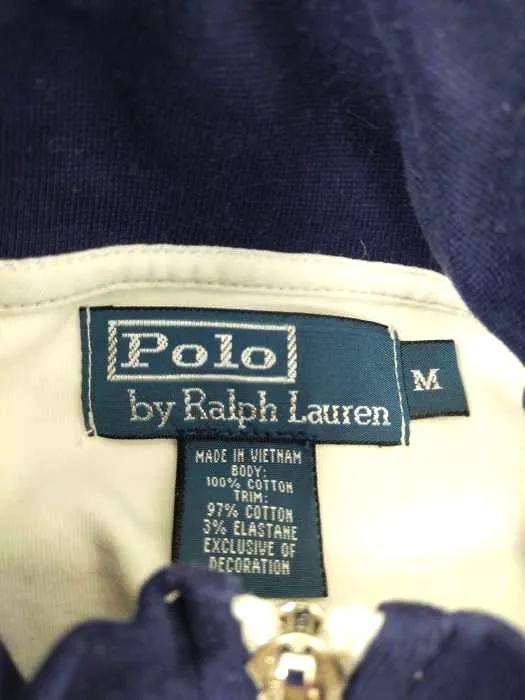 Polo
by Ralph Lauren
M
MADE IN VIETNAM
BODY:
100% COTTON
TRIM:
97% COTTON
3% ELASTANE
EXCLUSIVE OF
DECORATION